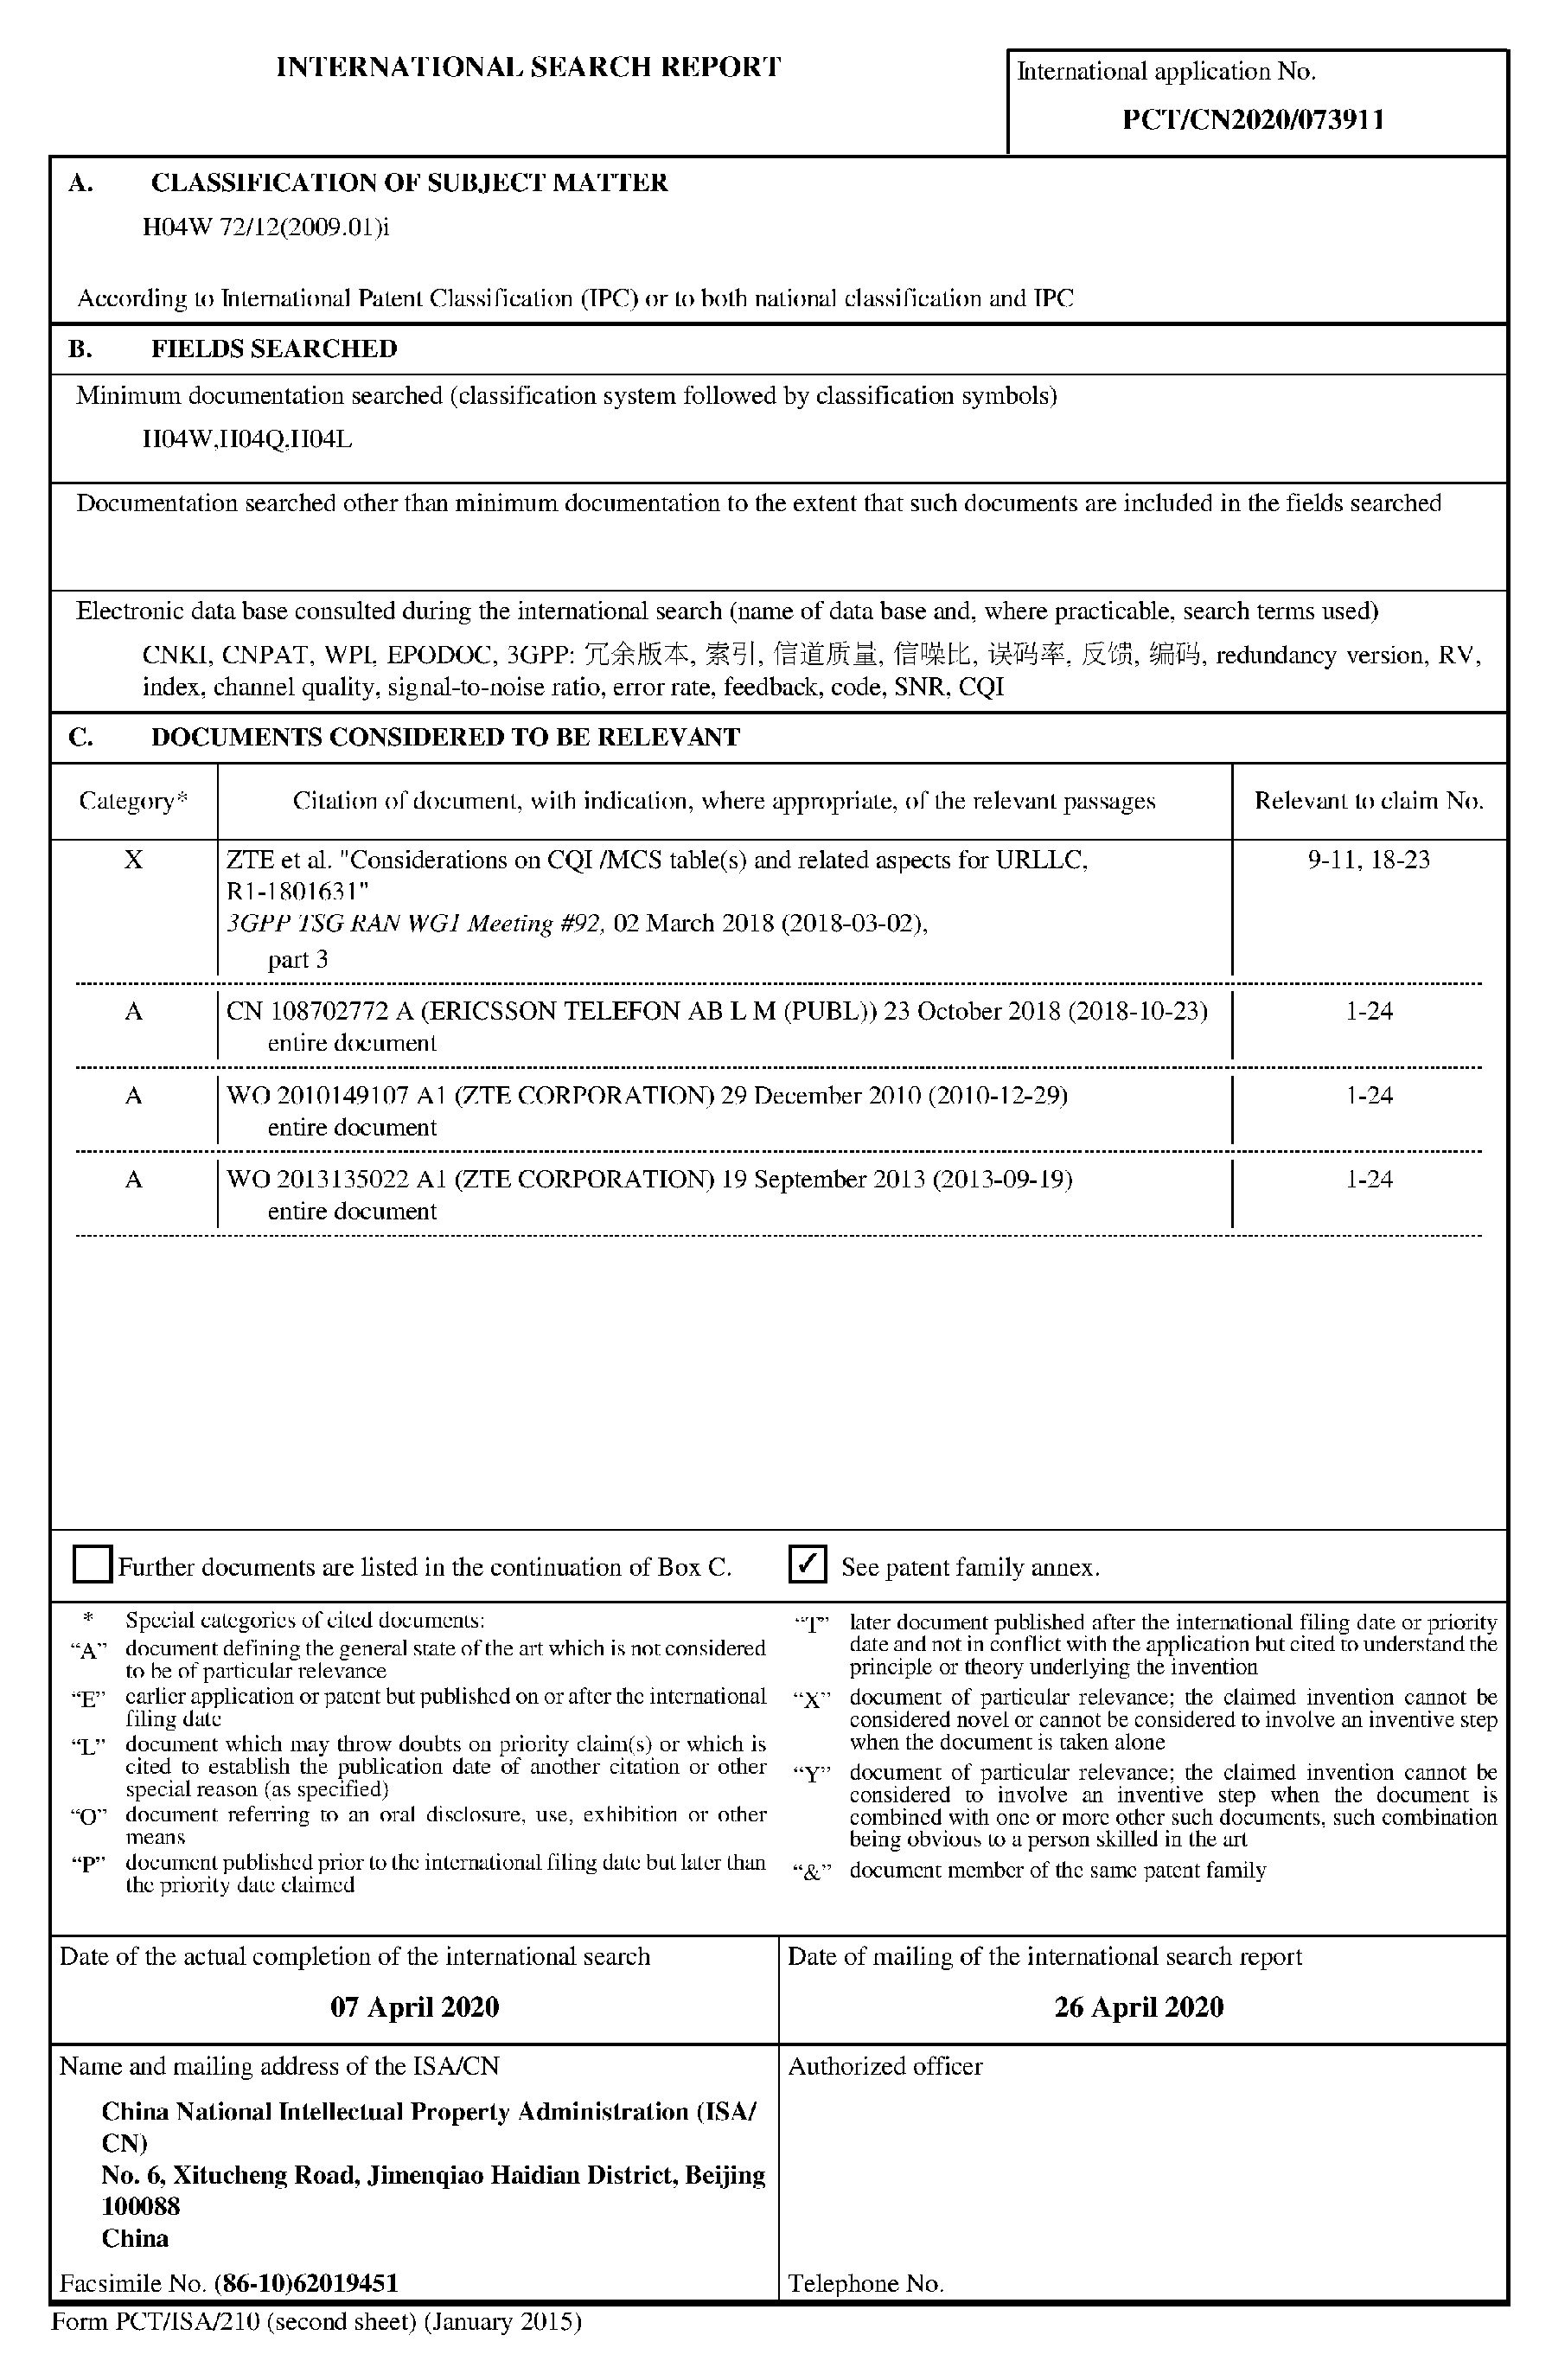 INTERNATIONAL SEARCH REPORT
International application No.
PCT/CN2020/073911
A. CLASSIFICATION OF SUBJECT MATTER
H04W 72/12(2009.01)i
According to International Patent Classification (IPC) or to both national classification and IPC
B. FIELDS SEARCHED
Minimum documentation searched (classification system followed by classification symbols)
H04W,H04Q,H04L
Documentation searched other than minimum documentation to the extent that such documents are included in the fields searched
Electronic data base consulted during the international search (name of data base and, where practicable, search terms used)
CNKI, CNPAT, WPI, EPODOC, 3GPP: 冗余版本, 索引, 信道质量, 信噪比, 误码率, 反馈, 编码, redundancy version, RV,
index, channel quality, signal-to-noise ratio, error rate, feedback, code, SNR, CQI
C. DOCUMENTS CONSIDERED TO BE RELEVANT
Category* Citation of document, with indication, where appropriate, of the relevant passages Relevant to claim No.
X ZTE et al. "Considerations on CQI /MCS table(s) and related aspects for URLLC, 9-11, 18-23
R1-1801631"
3GPP TSG RAN WG1 Meeting #92, 02 March 2018 (2018-03-02),
part 3
A CN 108702772 A (ERICSSON TELEFON AB L M (PUBL)) 23 October 2018 (2018-10-23) 1-24
entire document
A WO 2010149107 A1 (ZTE CORPORATION) 29 December 2010 (2010-12-29) 1-24
entire document
A WO 2013135022 A1 (ZTE CORPORATION) 19 September 2013 (2013-09-19) 1-24
entire document
Further documents are listed in the continuation of Box C.
✓ See patent family annex.
* Special categories of cited documents:
“A” document defining the general state of the art which is not considered
to be of particular relevance
“E” earlier application or patent but published on or after the international
filing date
“L” document which may throw doubts on priority claim(s) or which is
cited to establish the publication date of another citation or other
special reason (as specified)
“O” document referring to an oral disclosure, use, exhibition or other
means
“P” document published prior to the international filing date but later than
the priority date claimed
“T” later document published after the international filing date or priority
date and not in conflict with the application but cited to understand the
principle or theory underlying the invention
“X” document of particular relevance; the claimed invention cannot be
considered novel or cannot be considered to involve an inventive step
when the document is taken alone
“Y” document of particular relevance; the claimed invention cannot be
considered to involve an inventive step when the document is
combined with one or more other such documents, such combination
being obvious to a person skilled in the art
“&” document member of the same patent family
Date of the actual completion of the international search
07 April 2020
Date of mailing of the international search report
26 April 2020
Name and mailing address of the ISA/CN
China National Intellectual Property Administration (ISA/
CN)
No. 6, Xitucheng Road, Jimenqiao Haidian District, Beijing
100088
China
Facsimile No. (86-10)62019451
Authorized officer
Telephone No.
Form PCT/ISA/210 (second sheet) (January 2015)